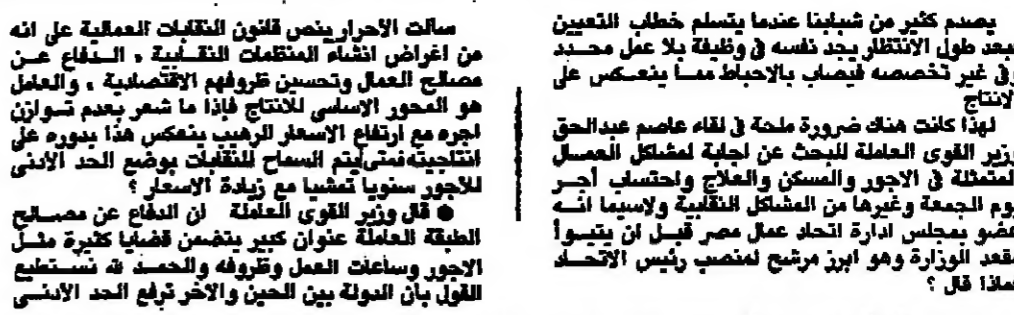 يصدم كثير من شبابنا عندما يتسلم خطاب التعيين
بعد طول الانتظار يجد نفسه في وظيفة بلا عمل محدد
وفي غير تخصصه فيصاب بالاحباط مما ينعكس على
الانتاج
لهذا كانت هناك ضرورة ملحة في لقاء عاصم عبدالحق
وزير القوى العاملة للبحث عن اجابة لمشاكل العمال
المتمثلة في الاجور والمسكن والعلاج واحتساب أجر
يوم الجمعة وغيرها من المشاكل النقابية ولاسيما انه
عضو بمجلس ادارة اتحاد عمال مصر قبل ان يتبوأ
مقعد الوزارة وهو ابرز مرشح لمنصب رئيس الاتحاد
فماذا قال ؟
سالت الأحرار ينص قانون النقابات العمالية على انه
من اغراض انشاء المنظمات النقابية ، الدفاع عن
مصالح العمال وتحسين ظروفهم الاقتصادية ، والعامل
هو المحور الاساسى للانتاج فإذا ما شعر بعدم توازن
اجره مع ارتفاع الاسعار الرهيب ينعكس هذا بدوره على
انتاجيته فمتى يتم السماح للنقابات بوضع الحد الادنى
للأجور سنويا تمشيا مع زيادة الاسعار ؟
● قال وزير القوى العاملة ان الدفاع عن مصالح
الطبقة العاملة عنوان كبير يتضمن قضايا كثيرة مثل
الاجور وساعات العمل وظروفه والحمد لله نستطيع
القول بأن الدولة بين الحين والاخر ترفع الحد الادنى